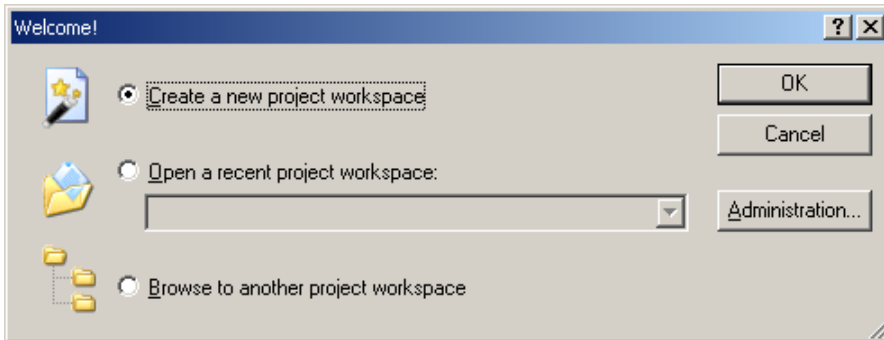 Welcome!
Create a new project workspace
OK
Cancel
Open a recent project workspace:
Administration...
Browse to another project workspace